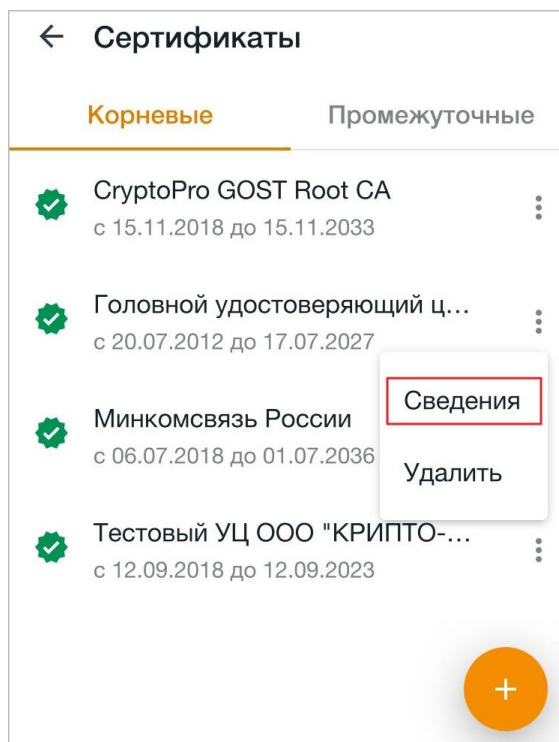 Сертификаты
Корневые
Промежуточные
CryptoPro GOST Root CA
с 15.11.2018 до 15.11.2033
Головной удостоверяющий ц...
с 20.07.2012 до 17.07.2027
Сведения
Минкомсвязь России
с 06.07.2018 до 01.07.2036
Удалить
Тестовый УЦ ООО "КРИПТО-...
с 12.09.2018 до 12.09.2023